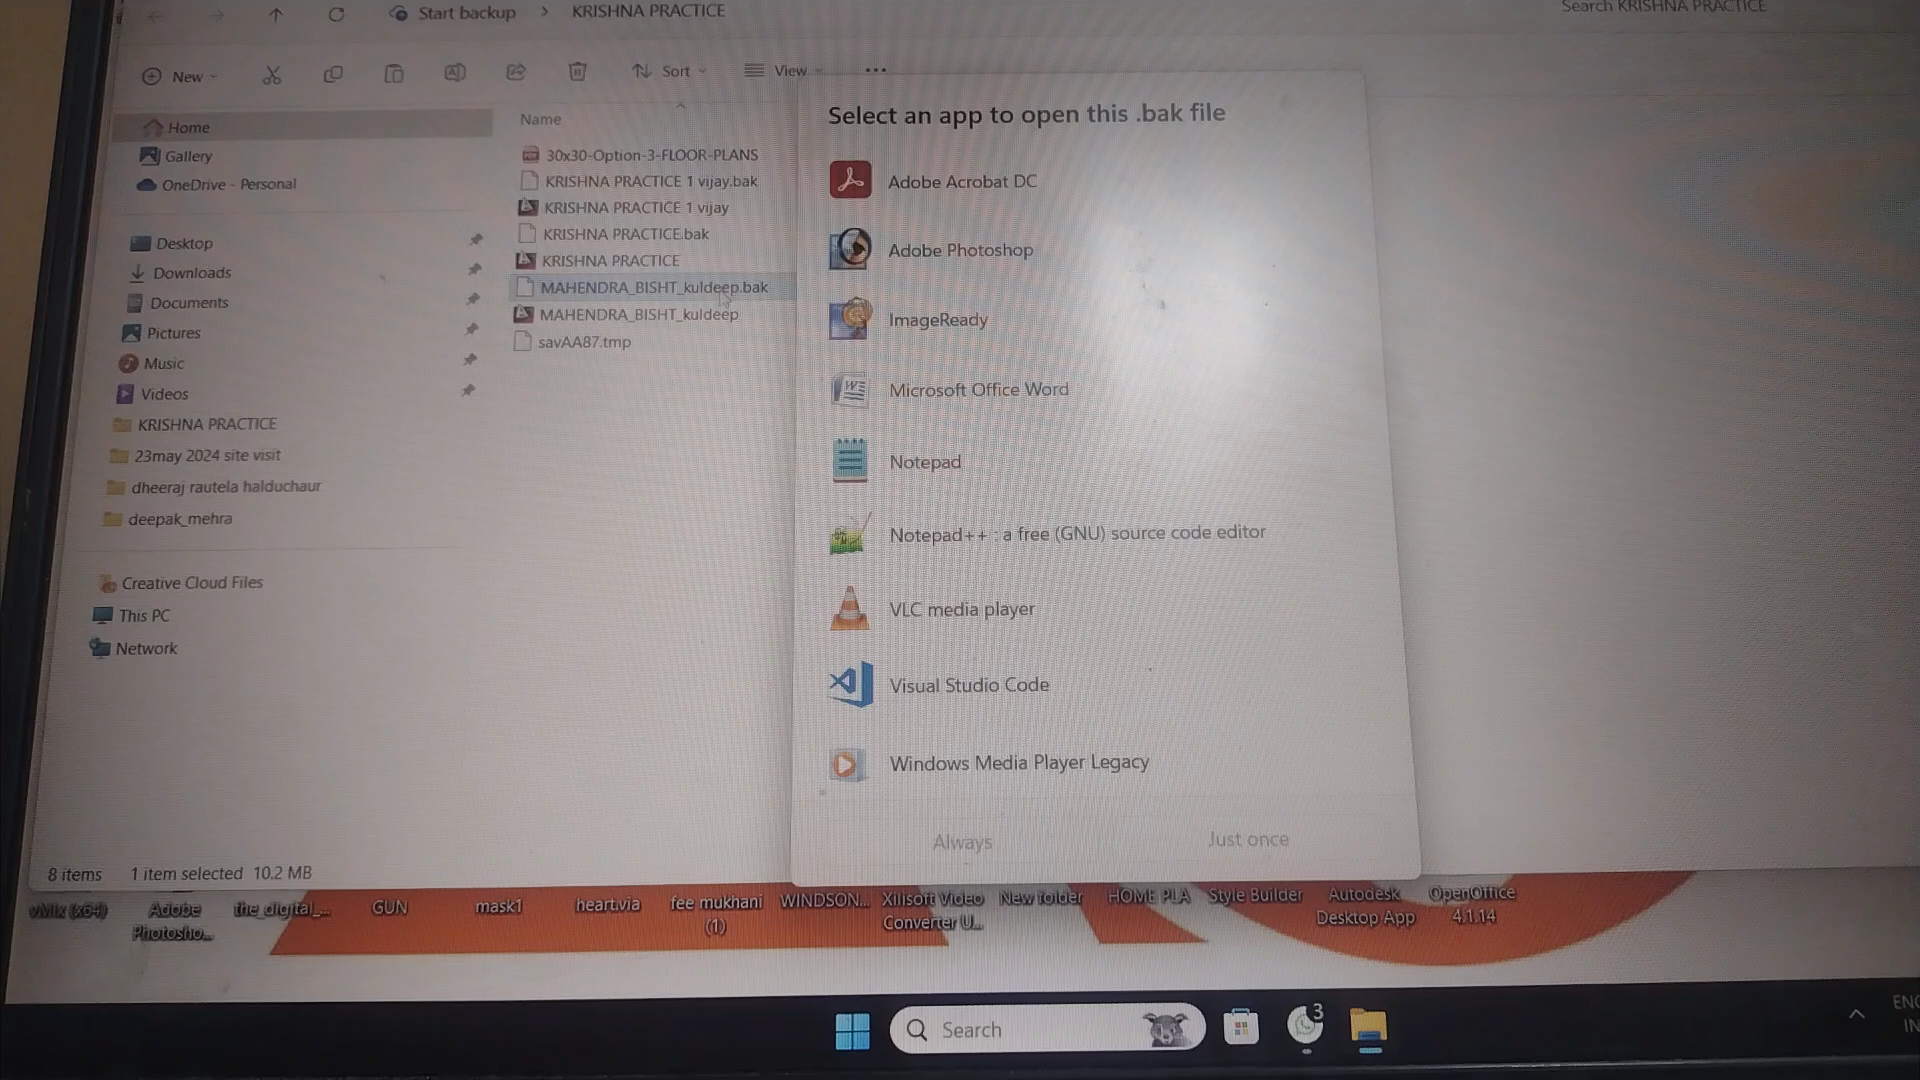 Start backup > KRISHNA PRACTICE
Search KRISHNA PRACTICE
New
Sort
View
...
Home
Gallery
OneDrive - Personal
Desktop
Downloads
Documents
Pictures
Music
Videos
KRISHNA PRACTICE
23may 2024 site visit
dheeraj rautela halduchaur
deepak_mehra
Creative Cloud Files
This PC
Network
Name
30x30-Option-3-FLOOR-PLANS
KRISHNA PRACTICE 1 vijay.bak
KRISHNA PRACTICE 1 vijay
KRISHNA PRACTICE.bak
KRISHNA PRACTICE
MAHENDRA_BISHT_kuldeep.bak
MAHENDRA_BISHT_kuldeep
savAA87.tmp
Select an app to open this .bak file
Adobe Acrobat DC
Adobe Photoshop
ImageReady
Microsoft Office Word
Notepad
Notepad++ : a free (GNU) source code editor
VLC media player
Visual Studio Code
Windows Media Player Legacy
Always
Just once
8 items 1 item selected 10.2 MB
vMix (x64)
Adobe
Photosho...
the_digital_...
GUN
mask1
heart.via
fee mukhani
(1)
WINDSON...
Xilisoft Video
Converter U...
New folder
HOME PLA
Style Builder
Autodesk
Desktop App
OpenOffice
4.1.14
Search
3
ENG
IN